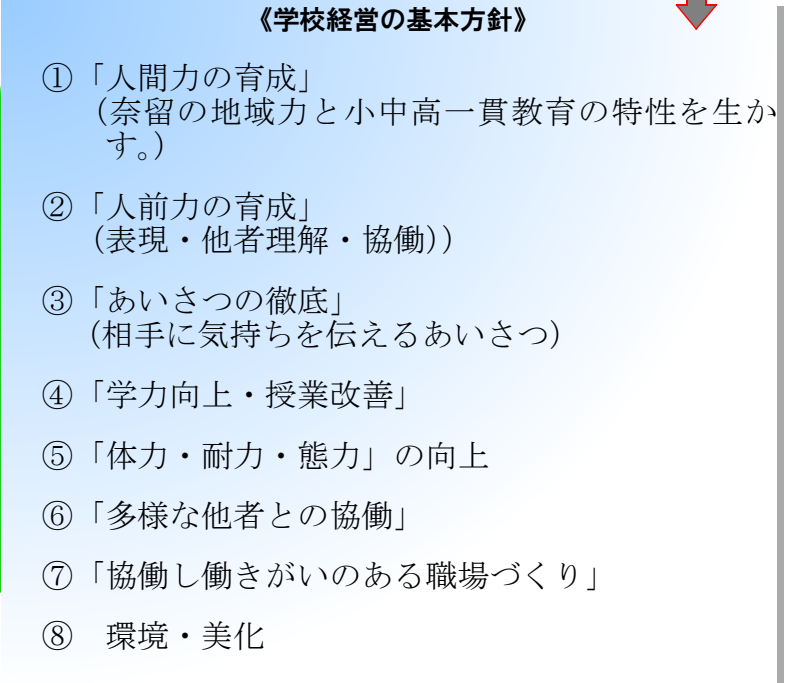 《学校経営の基本方針》
①「人間力の育成」
（奈留の地域力と小中高一貫教育の特性を生か
す。）
②「人前力の育成」
（表現・他者理解・協働））
③「あいさつの徹底」
（相手に気持ちを伝えるあいさつ）
④「学力向上・授業改善」
⑤「体力・耐力・態力」の向上
⑥「多様な他者との協働」
⑦「協働し働きがいのある職場づくり」
⑧　環境・美化